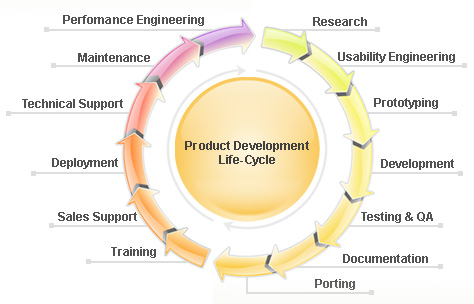 Perfomance Engineering
Research
Maintenance
Usability Engineering
Technical Support
Prototyping
Product Development
Life-Cycle
Deployment
Development
Sales Support
Testing & QA
Training
Documentation
Porting